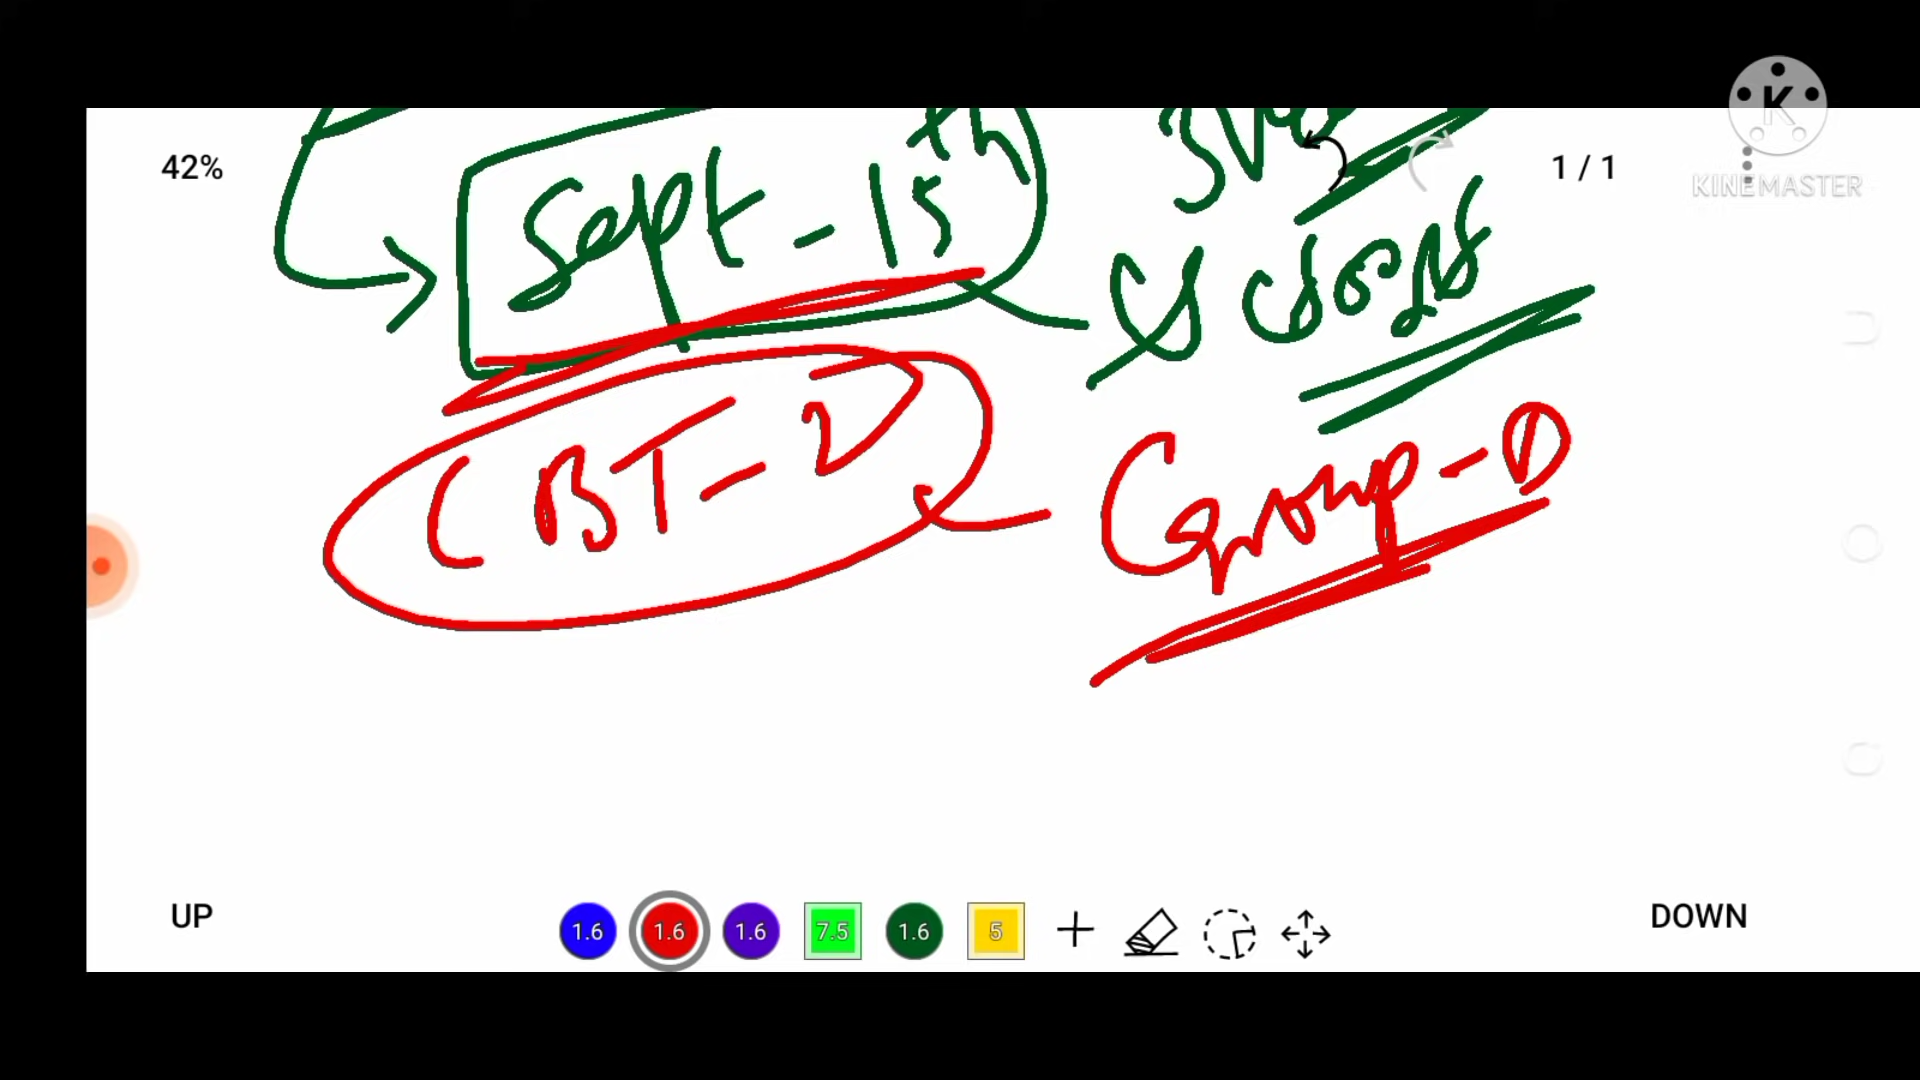 42%
1 / 1
KINEMASTER
Sept - 15th
CBT - 2
Group - D
UP
1.6 1.6 1.6 7.5 1.6 5
DOWN